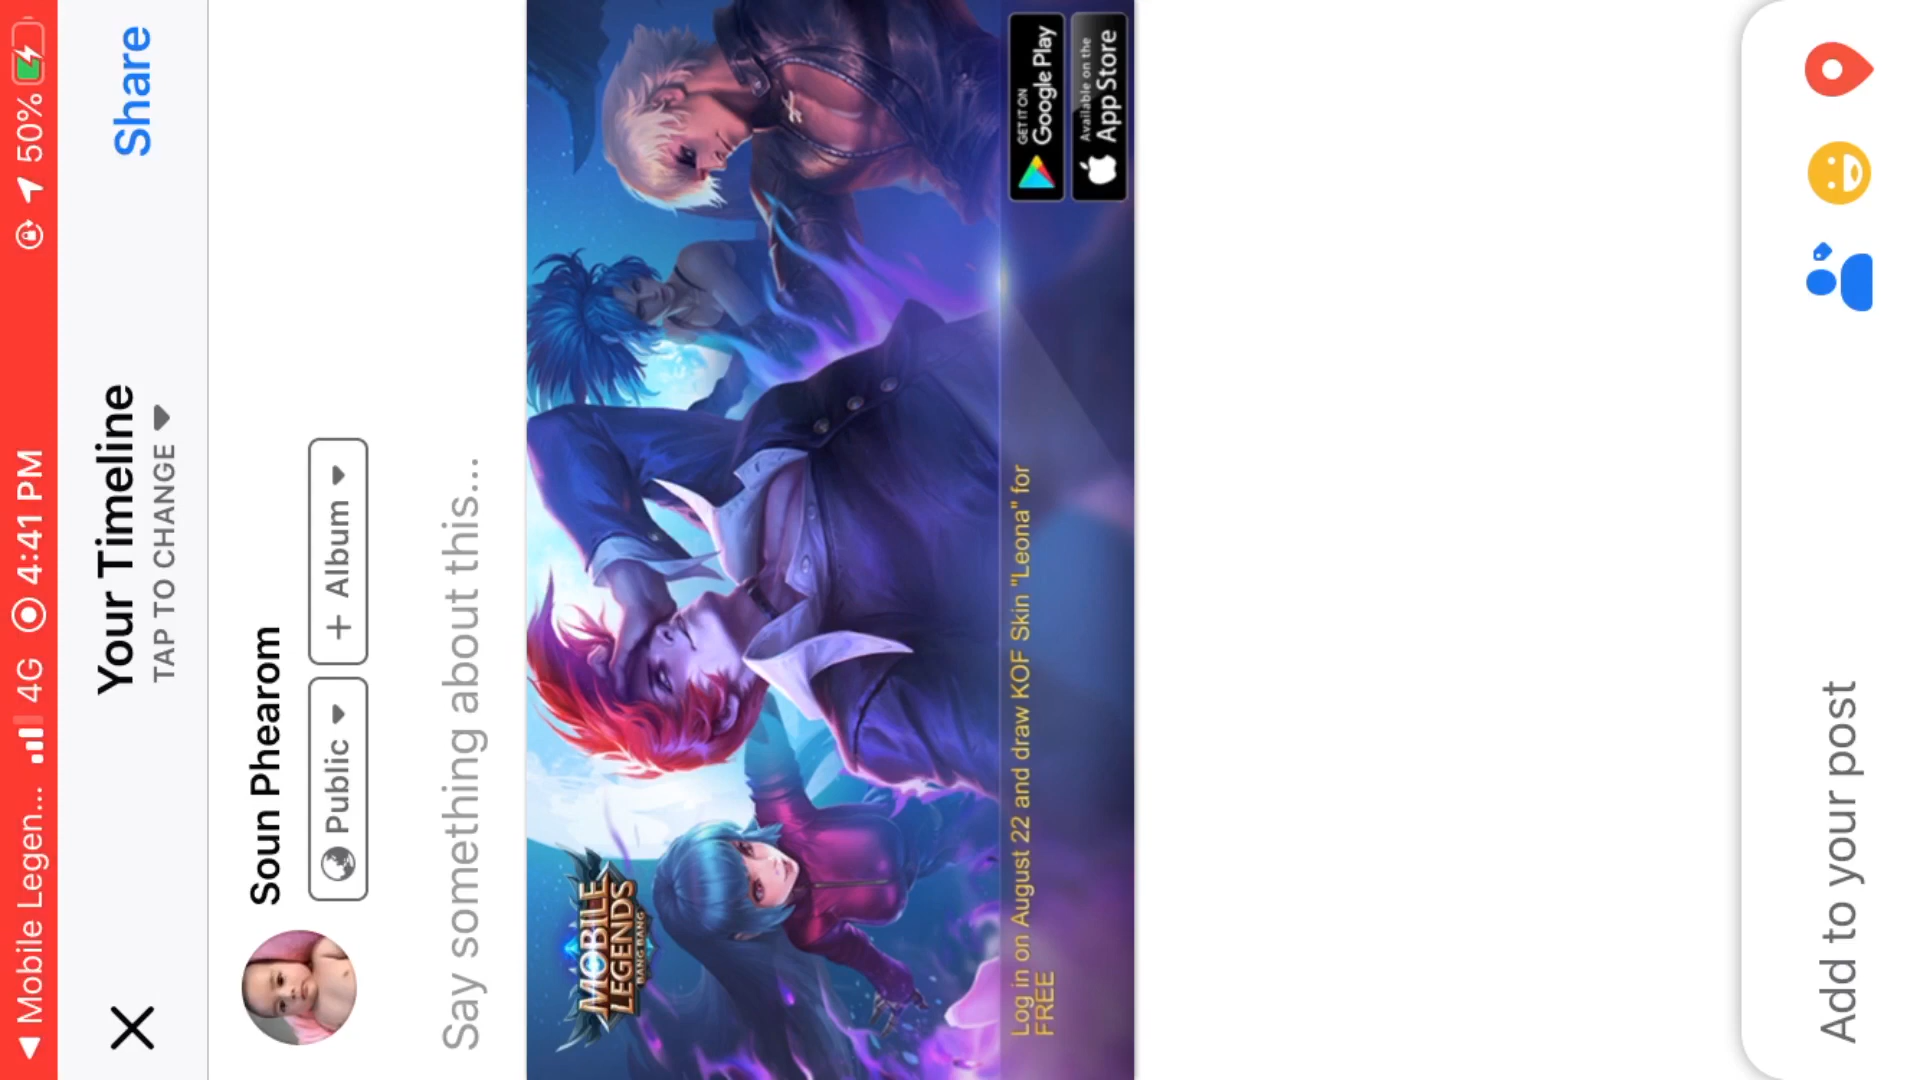 Mobile Legen... 4G 4:41 PM 50%
Your Timeline
TAP TO CHANGE
Share
Soun Phearom
Public
+ Album
Say something about this...
MOBILE
LEGENDS
BANG BANG
Log in on August 22 and draw KOF Skin "Leona" for
FREE
GET IT ON
Google Play
Available on the
App Store
Add to your post